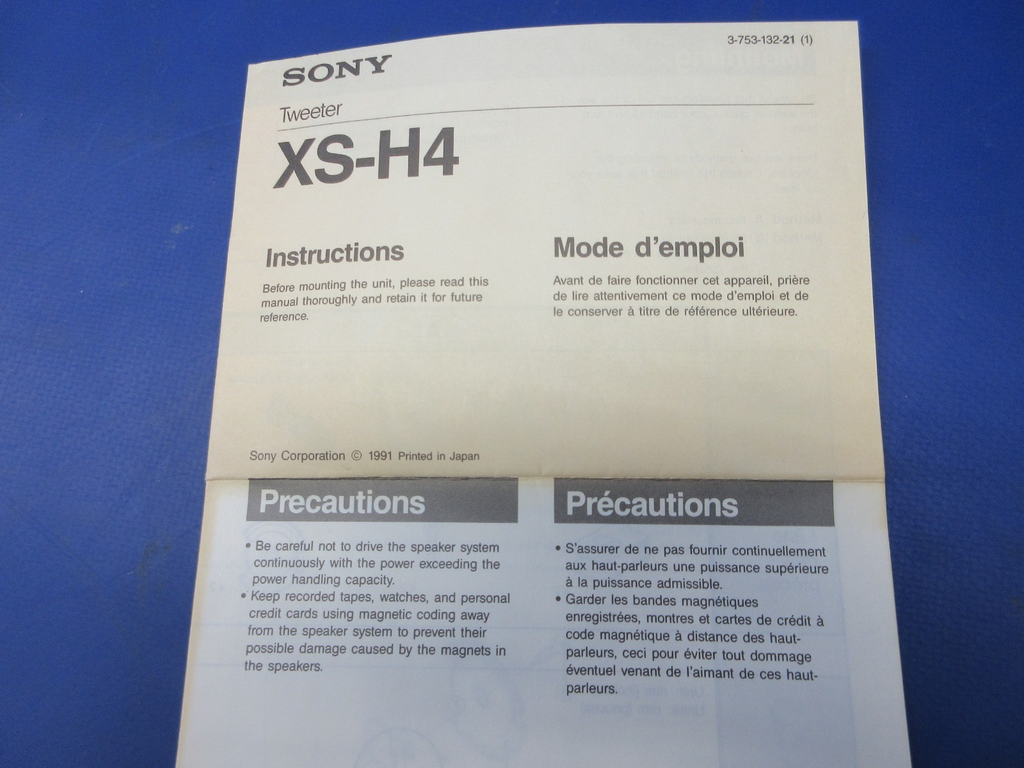 3-753-132-21 (1)
SONY
Tweeter
XS-H4
Instructions
Before mounting the unit, please read this
manual thoroughly and retain it for future
reference.
Mode d'emploi
Avant de faire fonctionner cet appareil, prière
de lire attentivement ce mode d'emploi et de
le conserver à titre de référence ultérieure.
Sony Corporation © 1991 Printed in Japan
Precautions
• Be careful not to drive the speaker system
continuously with the power exceeding the
power handling capacity.
• Keep recorded tapes, watches, and personal
credit cards using magnetic coding away
from the speaker system to prevent their
possible damage caused by the magnets in
the speakers.
Précautions
• S'assurer de ne pas fournir continuellement
aux haut-parleurs une puissance supérieure
à la puissance admissible.
• Garder les bandes magnétiques
enregistrées, montres et cartes de crédit à
code magnétique à distance des haut-
parleurs, ceci pour éviter tout dommage
éventuel venant de l'aimant de ces haut-
parleurs.